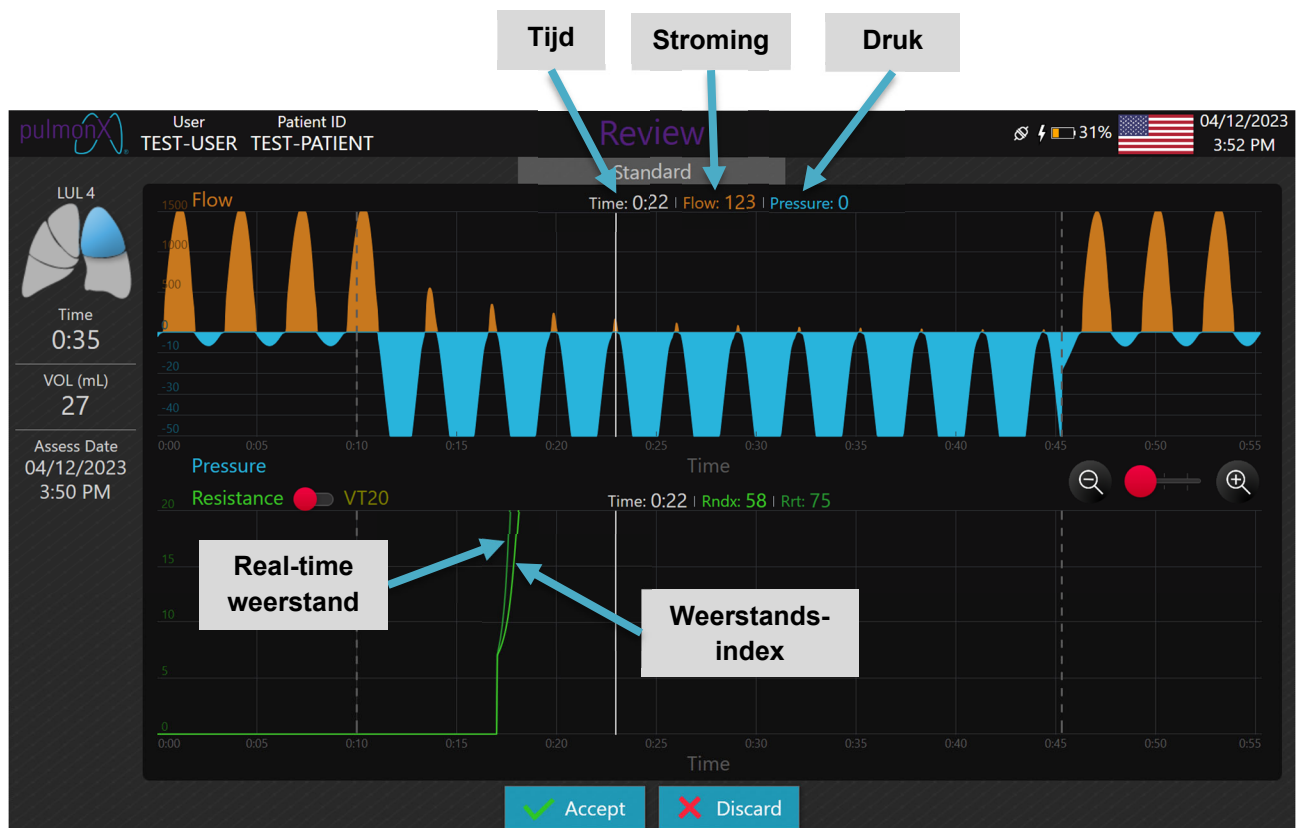 Tijd
Stroming
Druk
pulmonX®
User
Patient ID
TEST-USER
TEST-PATIENT
Review
31%
04/12/2023
3:52 PM
Standard
LUL 4
Time
0:35
VOL (mL)
27
Assess Date
04/12/2023
3:50 PM
Flow
Time: 0:22 | Flow: 123 | Pressure: 0
1500
1000
500
0
-10
-20
-30
-40
-50
0:00 0:05 0:10 0:15 0:20 0:25 0:30 0:35 0:40 0:45 0:50 0:55
Pressure
Time
Resistance VT20
Time: 0:22 | Rndx: 58 | Rrt: 75
20
15
10
5
0
Real-time
weerstand
Weerstands-
index
0:00 0:05 0:10 0:15 0:20 0:25 0:30 0:35 0:40 0:45 0:50 0:55
Time
Accept
Discard